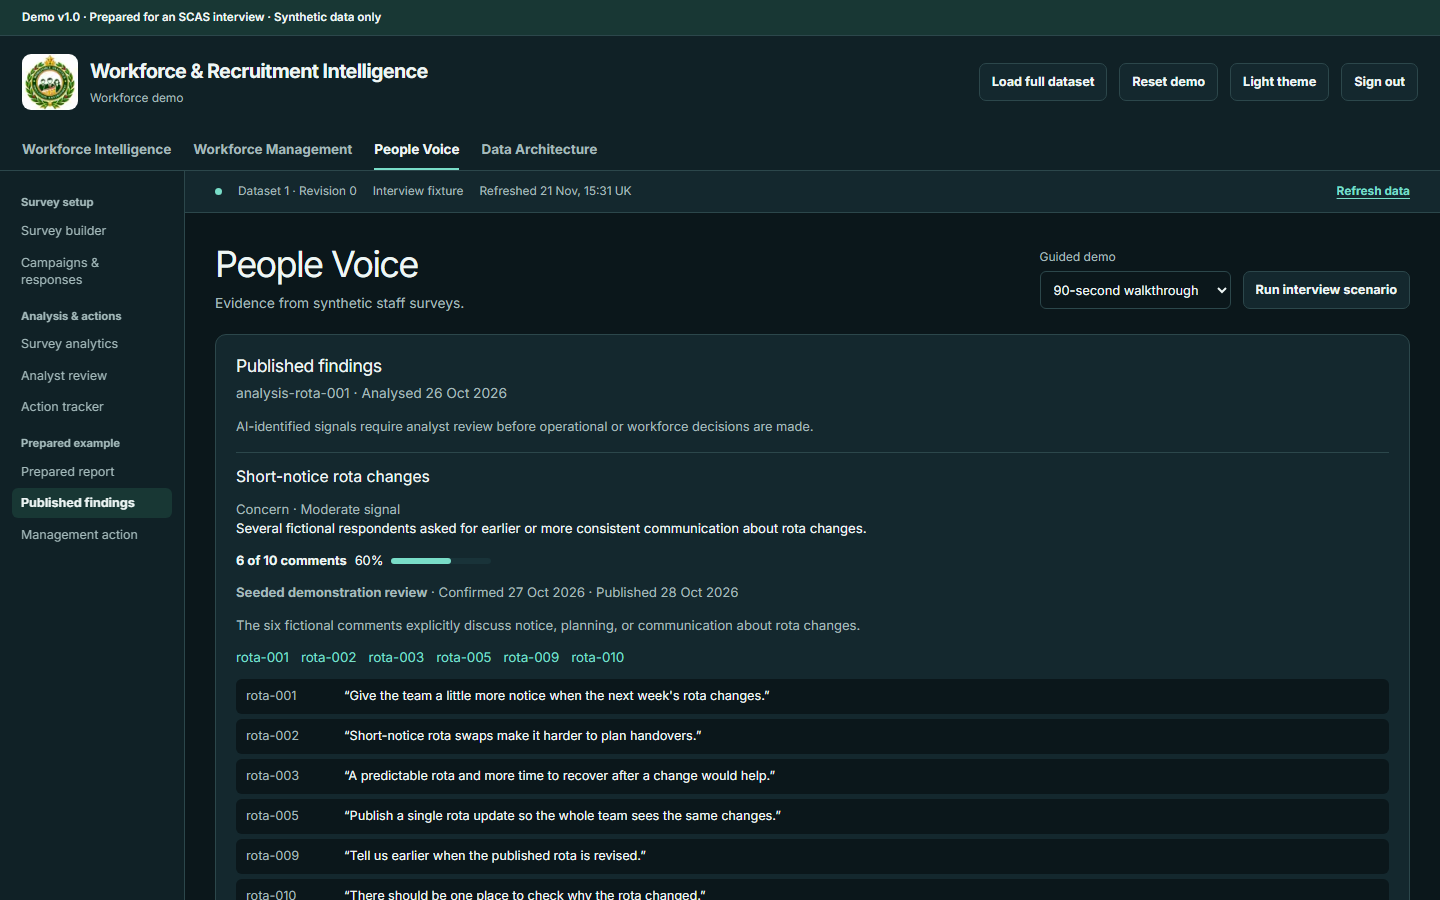 Demo v1.0 · Prepared for an SCAS interview · Synthetic data only
Workforce & Recruitment Intelligence
Workforce demo
Load full dataset
Reset demo
Light theme
Sign out
Workforce Intelligence
Workforce Management
People Voice
Data Architecture
Survey setup
Survey builder
Campaigns &
responses
Analysis & actions
Survey analytics
Analyst review
Action tracker
Prepared example
Prepared report
Published findings
Management action
Dataset 1 · Revision 0
Interview fixture
Refreshed 21 Nov, 15:31 UK
Refresh data
People Voice
Evidence from synthetic staff surveys.
Guided demo
90-second walkthrough
Run interview scenario
Published findings
analysis-rota-001 · Analysed 26 Oct 2026
AI-identified signals require analyst review before operational or workforce decisions are made.
Short-notice rota changes
Concern · Moderate signal
Several fictional respondents asked for earlier or more consistent communication about rota changes.
6 of 10 comments 60%
Seeded demonstration review · Confirmed 27 Oct 2026 · Published 28 Oct 2026
The six fictional comments explicitly discuss notice, planning, or communication about rota changes.
rota-001 rota-002 rota-003 rota-005 rota-009 rota-010
rota-001 “Give the team a little more notice when the next week's rota changes.”
rota-002 “Short-notice rota swaps make it harder to plan handovers.”
rota-003 “A predictable rota and more time to recover after a change would help.”
rota-005 “Publish a single rota update so the whole team sees the same changes.”
rota-009 “Tell us earlier when the published rota is revised.”
rota-010 “There should be one place to check why the rota changed.”